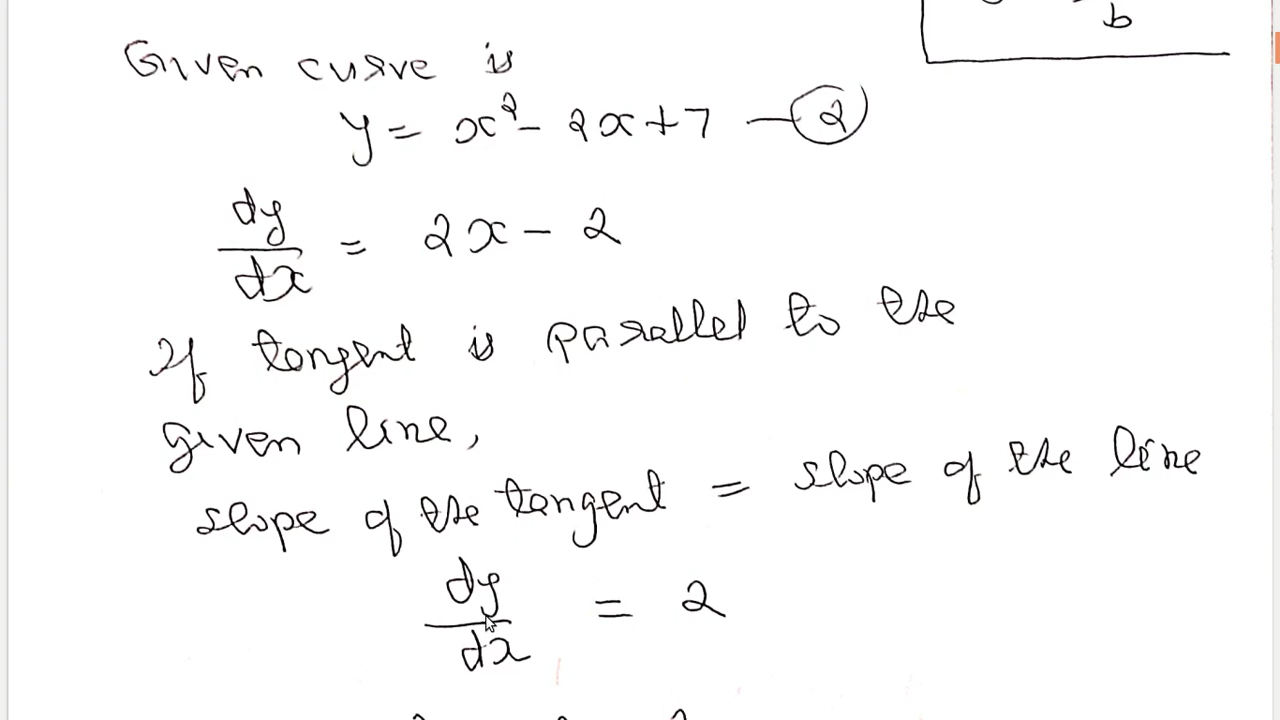 b
Given curve is
y = x² - 2x + 7 — ②
dy/dx = 2x - 2
If tangent is parallel to the
given line,
slope of the tangent = slope of the line
dy/dx = 2